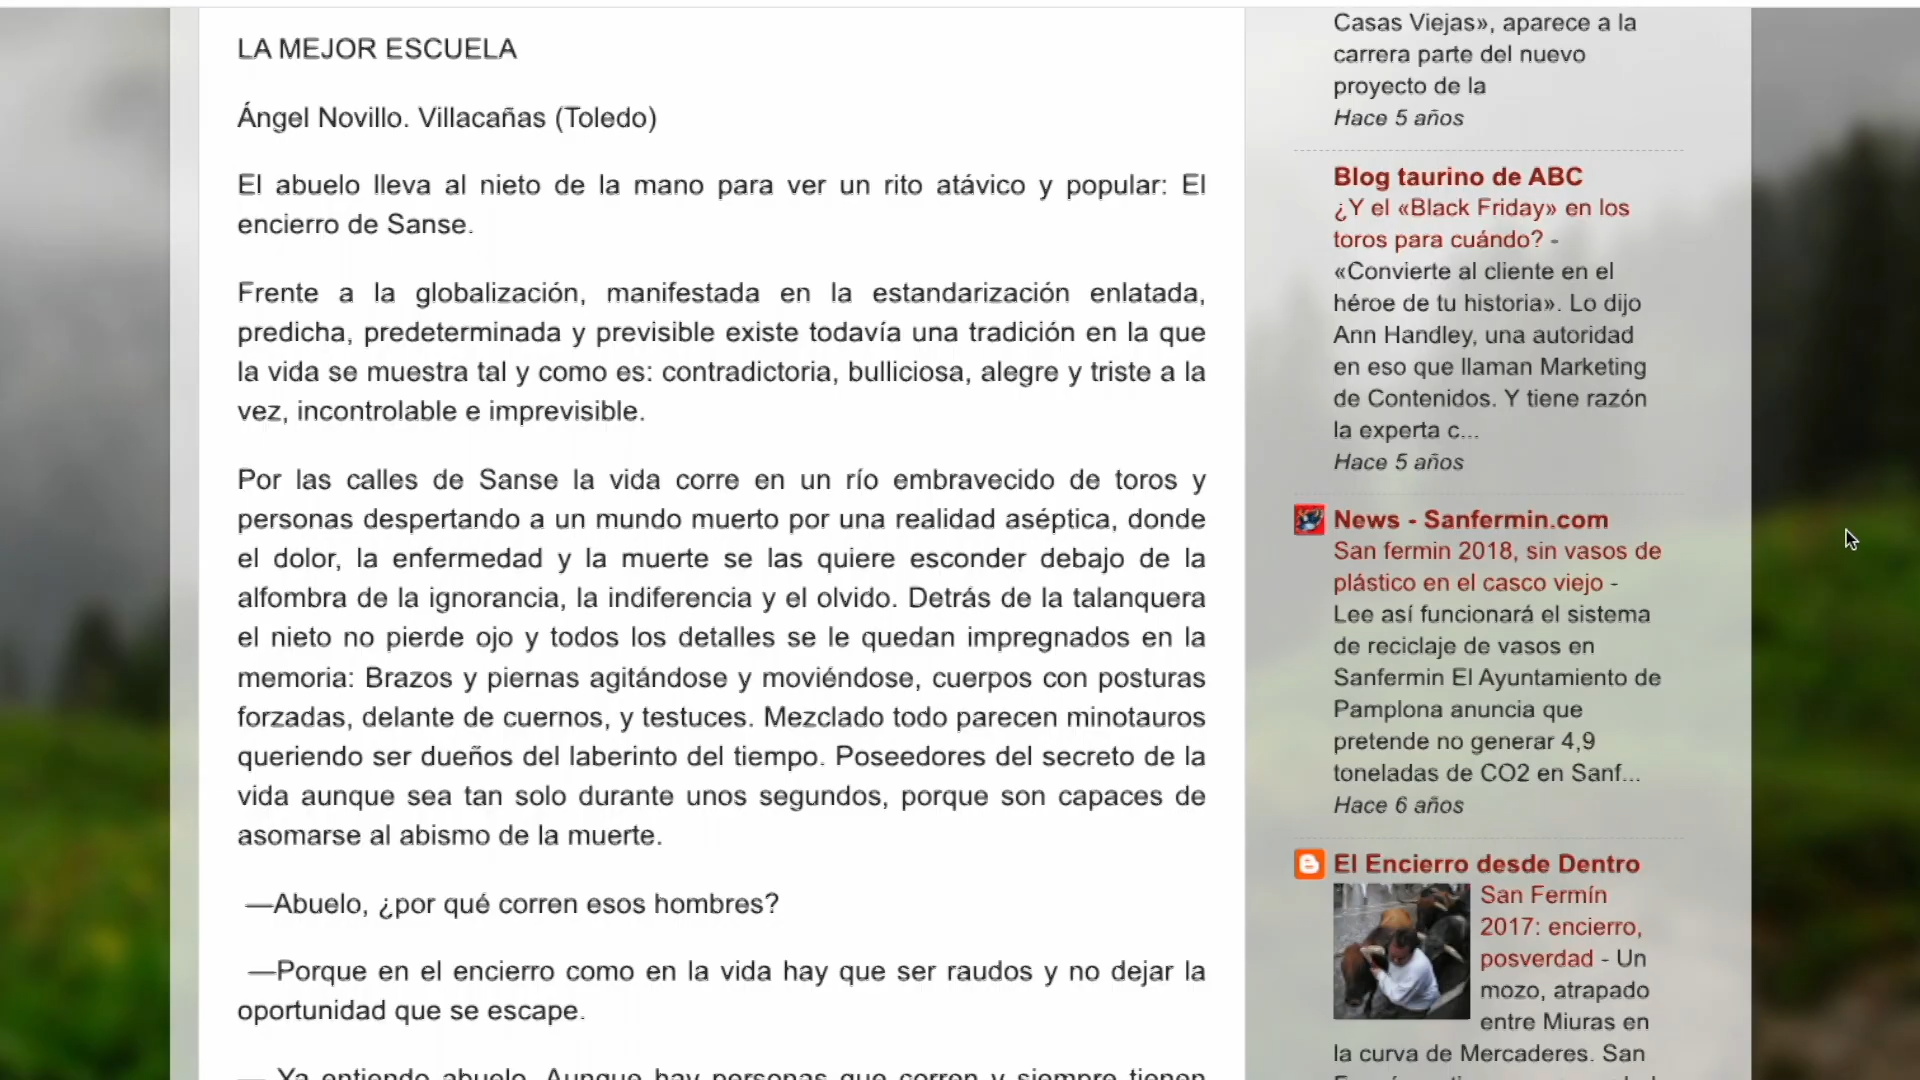 LA MEJOR ESCUELA
Ángel Novillo. Villacañas (Toledo)
El abuelo lleva al nieto de la mano para ver un rito atávico y popular: El
encierro de Sanse.
Frente a la globalización, manifestada en la estandarización enlatada,
predicha, predeterminada y previsible existe todavía una tradición en la que
la vida se muestra tal y como es: contradictoria, bulliciosa, alegre y triste a la
vez, incontrolable e imprevisible.
Por las calles de Sanse la vida corre en un río embravecido de toros y
personas despertando a un mundo muerto por una realidad aséptica, donde
el dolor, la enfermedad y la muerte se las quiere esconder debajo de la
alfombra de la ignorancia, la indiferencia y el olvido. Detrás de la talanquera
el nieto no pierde ojo y todos los detalles se le quedan impregnados en la
memoria: Brazos y piernas agitándose y moviéndose, cuerpos con posturas
forzadas, delante de cuernos, y testuces. Mezclado todo parecen minotauros
queriendo ser dueños del laberinto del tiempo. Poseedores del secreto de la
vida aunque sea tan solo durante unos segundos, porque son capaces de
asomarse al abismo de la muerte.
—Abuelo, ¿por qué corren esos hombres?
—Porque en el encierro como en la vida hay que ser raudos y no dejar la
oportunidad que se escape.
— Ya entiendo abuelo. Aunque hay personas que corren y siempre tienen
Casas Viejas», aparece a la
carrera parte del nuevo
proyecto de la
Hace 5 años
Blog taurino de ABC
¿Y el «Black Friday» en los
toros para cuándo? -
«Convierte al cliente en el
héroe de tu historia». Lo dijo
Ann Handley, una autoridad
en eso que llaman Marketing
de Contenidos. Y tiene razón
la experta c...
Hace 5 años
News - Sanfermin.com
San fermin 2018, sin vasos de
plástico en el casco viejo -
Lee así funcionará el sistema
de reciclaje de vasos en
Sanfermin El Ayuntamiento de
Pamplona anuncia que
pretende no generar 4,9
toneladas de CO2 en Sanf...
Hace 6 años
El Encierro desde Dentro
San Fermín
2017: encierro,
posverdad - Un
mozo, atrapado
entre Miuras en
la curva de Mercaderes. San